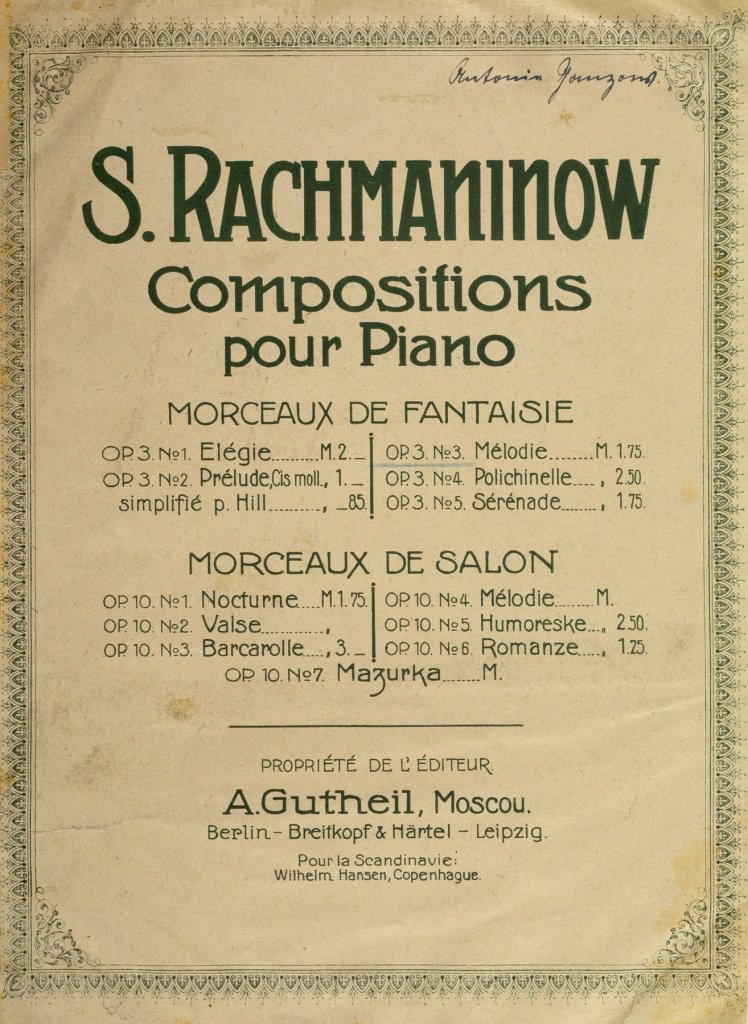 Antonie
S. RACHMANINOW
Compositions
pour Piano
MORCEAUX DE FANTAISIE
OP. 3. No 1. Elégie.........M. 2._
OP. 3. No 2. Prélude, Cis moll.., 1._
simplifié p. Hill.........., _85.
OP. 3. No 3. Mélodie........M. 1.75.
OP. 3. No 4. Polichinelle...., 2.50.
OP. 3. No 5. Sérénade......, 1.75.
MORCEAUX DE SALON
OP. 10. No 1. Nocturne....M. 1.75.
OP. 10. No 2. Valse............,
OP. 10. No 3. Barcarolle...., 3._
OP. 10. No 4. Mélodie........M.
OP. 10. No 5. Humoreske..„ 2.50.
OP. 10. No 6. Romanze...., 1.25.
OP. 10. No 7. Mazurka.......M.
PROPRIÉTÉ DE L'ÉDITEUR.
A. Gutheil, Moscou.
Berlin - Breitkopf & Härtel - Leipzig.
Pour la Scandinavie:
Wilhelm Hansen, Copenhague.